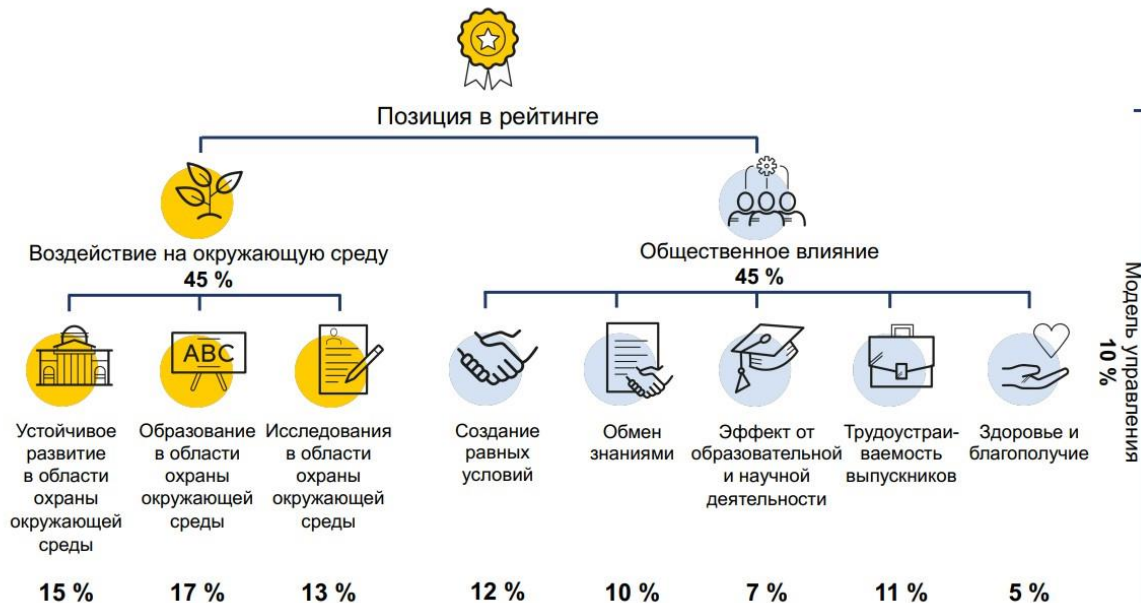 Позиция в рейтинге
Воздействие на окружающую среду
45 %
Общественное влияние
45 %
ABC
Устойчивое
развитие
в области
охраны
окружающей
среды
15 %
Образование
в области
охраны
окружающей
среды
17 %
Исследования
в области
охраны
окружающей
среды
13 %
Создание
равных
условий
12 %
Обмен
знаниями
10 %
Эффект от
образовательной
и научной
деятельности
7 %
Трудоустраи-
ваемость
выпускников
11 %
Здоровье и
благополучие
5 %
Модель управления
10 %